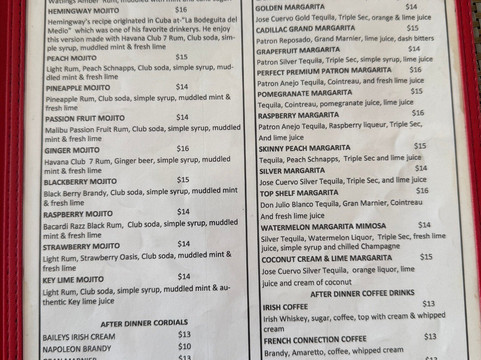 HEMINGWAY MOJITO $16
Hemingway's recipe originated in Cuba at-"La Bodeguita del
Medio" which was one of his favorite drinkerys. He enjoy
this version made with Havana Club 7 Rum, Club soda, sim-
ple syrup, muddled mint & fresh lime
PEACH MOJITO $15
Light Rum, Peach Schnapps, Club soda, simple syrup, mud-
dled mint & fresh lime
PINEAPPLE MOJITO $14
Pineapple Rum, Club soda, simple syrup, muddled mint &
fresh lime
PASSION FRUIT MOJITO $14
Malibu Passion Fruit Rum, Club soda, simple syrup, muddled
mint & fresh lime
GINGER MOJITO $16
Havana Club 7 Rum, Ginger beer, simple syrup, muddled
mint & fresh lime
BLACKBERRY MOJITO $15
Black Berry Brandy, Club soda, simple syrup, muddled mint
& fresh lime
RASPBERRY MOJITO $14
Bacardi Razz Black Rum, Club soda, simple syrup, muddled
mint & fresh lime
STRAWBERRY MOJITO $14
Light Rum, Strawberry Oasis, Club soda, simple syrup,
muddled mint & fresh lime
KEY LIME MOJITO $14
Light Rum, Club soda, simple syrup, muddled mint & au-
thentic Key lime juice
AFTER DINNER CORDIALS
BAILEYS IRISH CREAM $13
NAPOLEON BRANDY $10
$13
GOLDEN MARGARITA $14
Jose Cuervo Gold Tequila, Triple Sec, orange & lime juice
CADILLAC GRAND MARGARITA $15
Patron Reposado, Grand Marnier, lime juice, dash bitters
GRAPEFRUIT MARGARITA $14
Patron Silver Tequila, Triple Sec, simple syrup, lime juice
PERFECT PREMIUM PATRON MARGARITA $16
Patron Anejo Tequila, Cointreau, and fresh lime juice
POMEGRANATE MARGARITA $15
Tequila, Cointreau, pomegranate juice, lime juice
RASPBERRY MARGARITA $16
Patron Anejo Tequila, Raspberry liqueur, Triple Sec,
And lime juice
SKINNY PEACH MARGARITA $15
Tequila, Peach Schnapps, Triple Sec and lime juice
SILVER MARGARITA $14
Jose Cuervo Silver Tequila, Triple Sec, and lime juice
TOP SHELF MARGARITA $16
Don Julio Blanco Tequila, Gran Marnier, Cointreau
And fresh lime juice
WATERMELON MARGARITA MIMOSA $14
Silver Tequila, Watermelon Liquor, Triple Sec, fresh lime
juice, simple syrup and chilled Champagne
COCONUT CREAM & LIME MARGARITA $15
Jose Cuervo Silver Tequila, orange liquor, lime
juice and cream of coconut
AFTER DINNER COFFEE DRINKS
IRISH COFFEE $13
Irish Whiskey, sugar, coffee, top with cream & whipped
cream
FRENCH CONNECTION COFFEE $13
Brandy, Amaretto, coffee, whipped cream